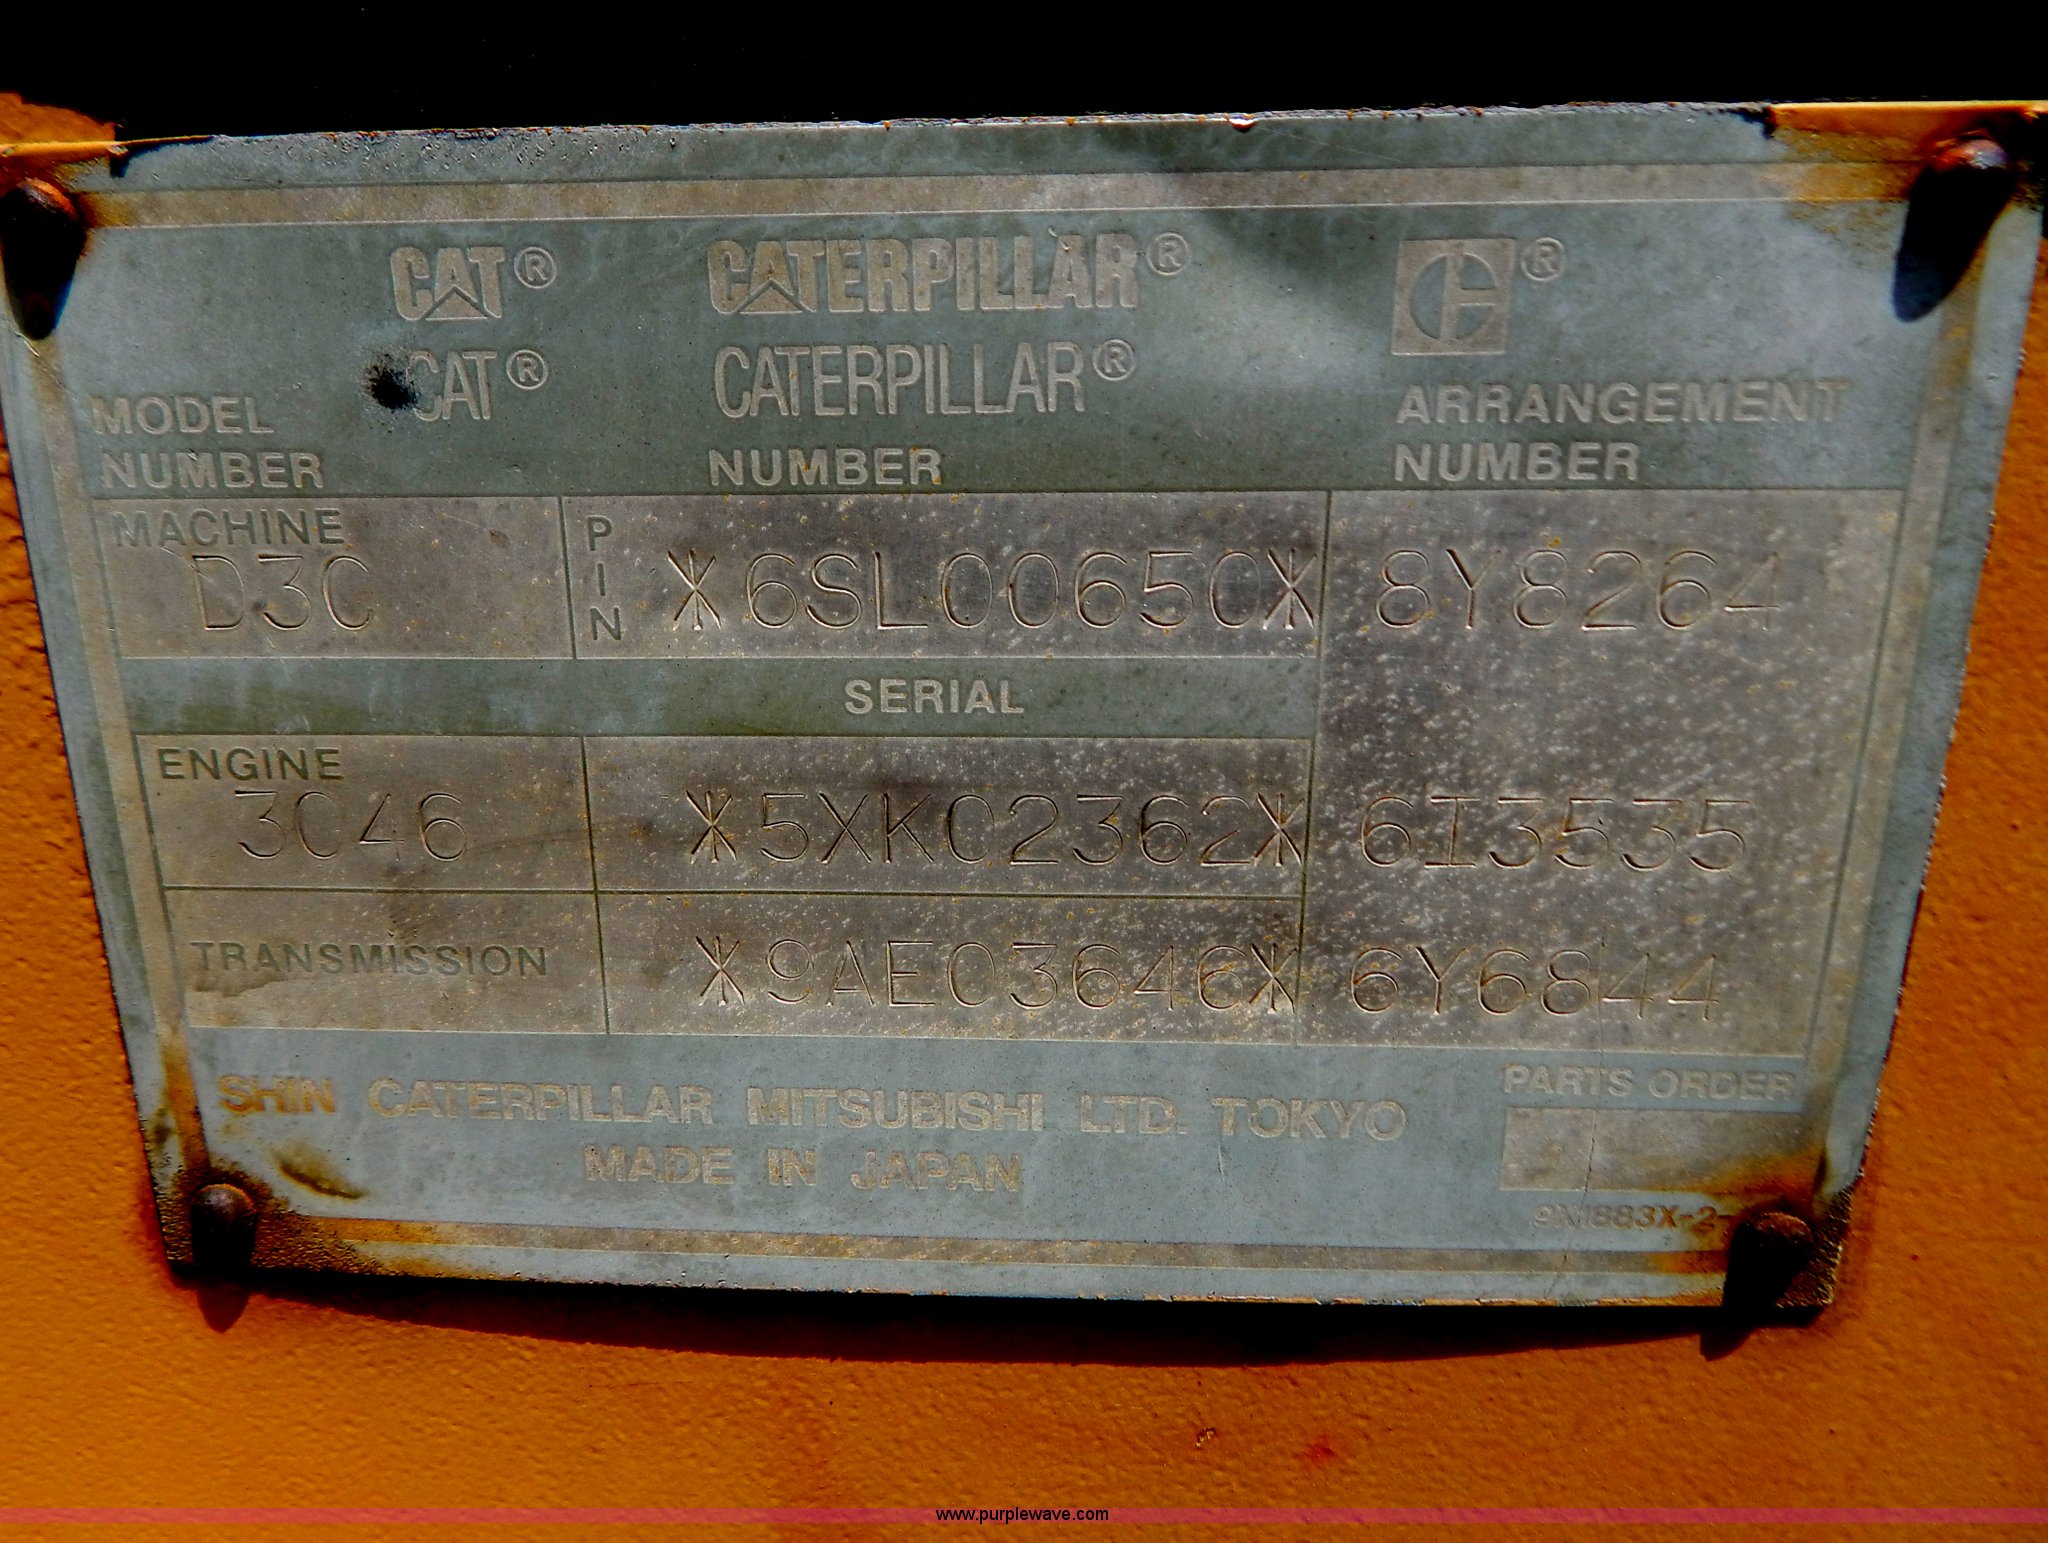 CAT® CATERPILLAR® ®
CAT® CATERPILLAR®
MODEL NUMBER NUMBER ARRANGEMENT NUMBER
MACHINE D3C PIN *6SL00650* 8Y8264
SERIAL
ENGINE 3046 *5XK02362* 6I3535
TRANSMISSION *9AE03646* 6Y6844
SHIN CATERPILLAR MITSUBISHI LTD. TOKYO PARTS ORDER
MADE IN JAPAN
www.purplewave.com